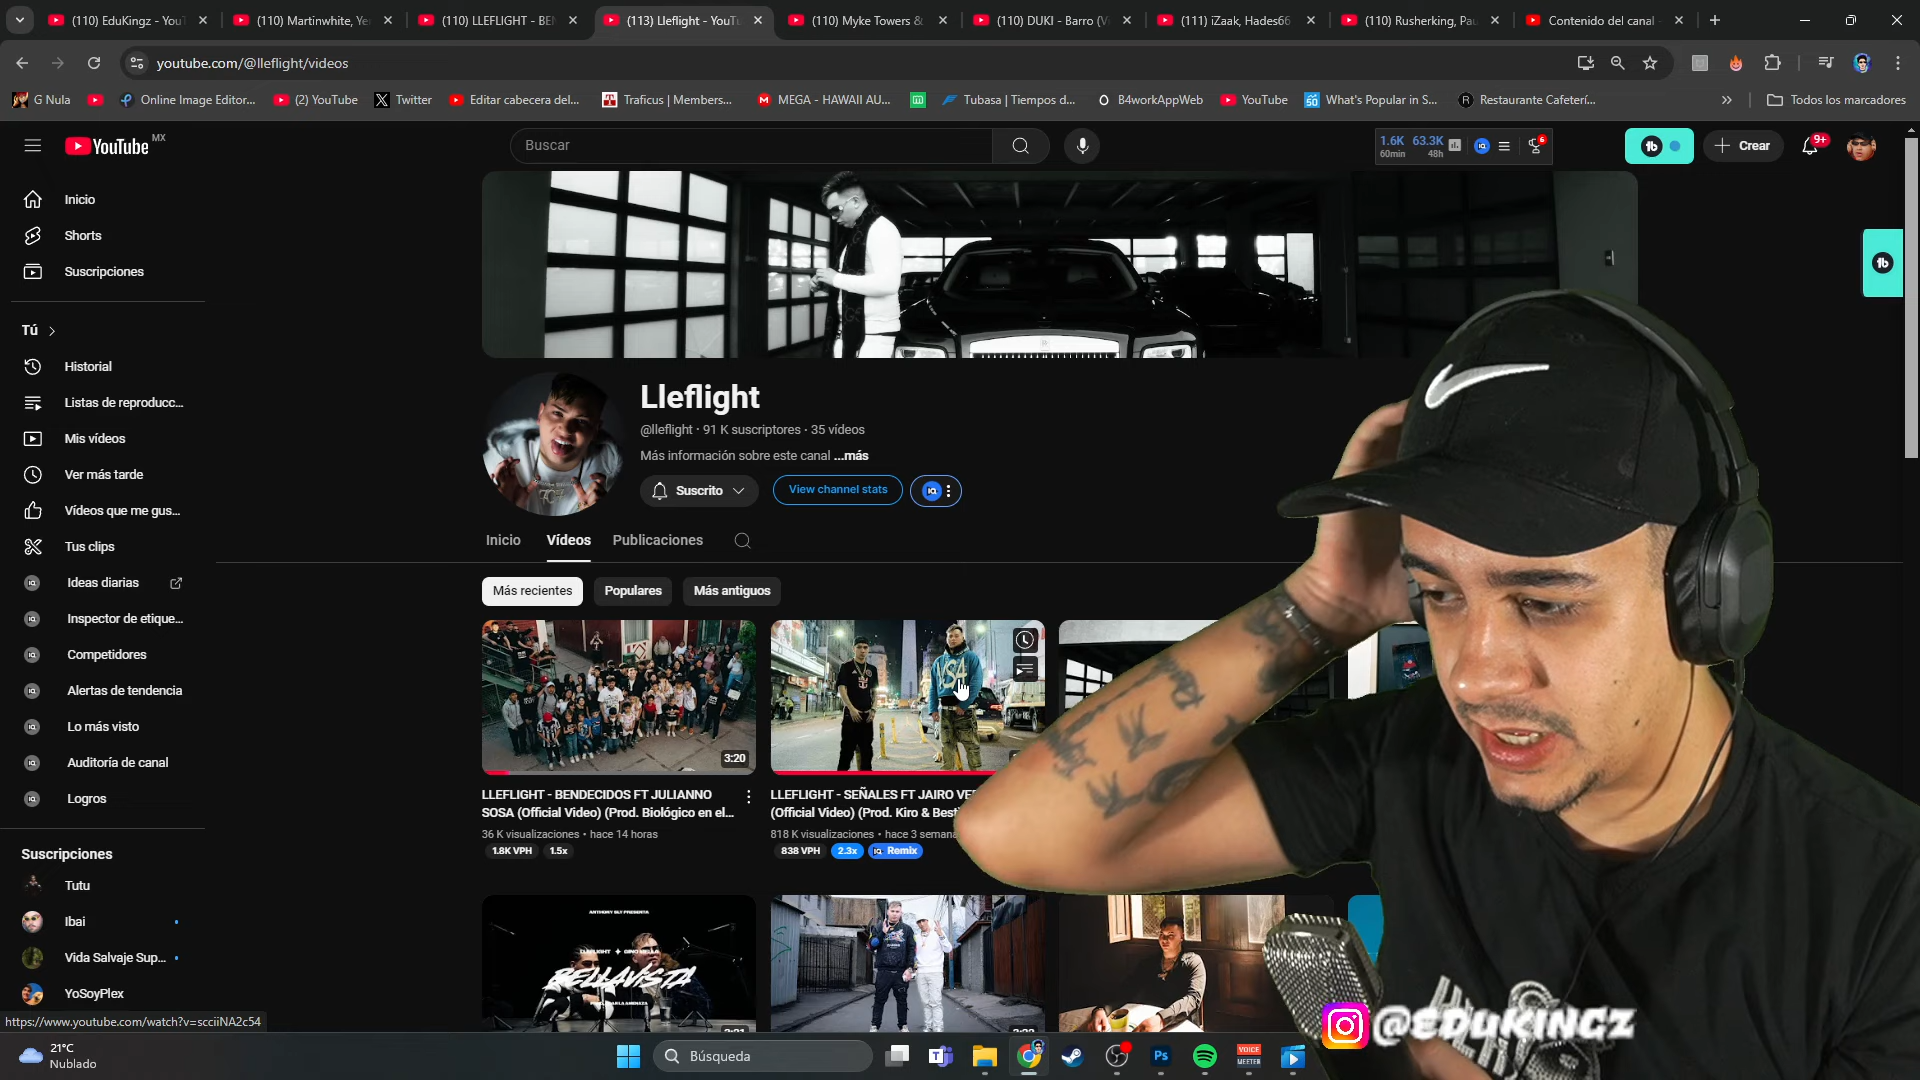 (110) EduKingz - YouT
(110) Martinwhite, Ye
(110) LLEFLIGHT - BEN
(113) Lleflight - YouTu
(110) Myke Towers &
(110) DUKI - Barro (V
(111) iZaak, Hades66
(110) Rusherking, Pau
Contenido del canal
youtube.com/@lleflight/videos
G Nula
Online Image Editor...
(2) YouTube
Twitter
Editar cabecera del...
Traficus | Members...
MEGA - HAWAII AU...
Tubasa | Tiempos d...
B4workAppWeb
YouTube
What's Popular in S...
Restaurante Cafeterí...
»
Todos los marcadores
YouTube MX
Buscar
1.6K 63.3K
60min 48h
6
Crear
9+
Inicio
Shorts
Suscripciones
Tú
Historial
Listas de reproducc...
Mis vídeos
Ver más tarde
Vídeos que me gus...
Tus clips
Ideas diarias
Inspector de etique...
Competidores
Alertas de tendencia
Lo más visto
Auditoría de canal
Logros
Suscripciones
Tutu
Ibai
Vida Salvaje Sup...
YoSoyPlex
Lleflight
@lleflight · 91 K suscriptores · 35 vídeos
Más información sobre este canal ...más
Suscrito
View channel stats
Inicio
Vídeos
Publicaciones
Más recientes
Populares
Más antiguos
3:20
LLEFLIGHT - BENDECIDOS FT JULIANNO
SOSA (Official Video) (Prod. Biológico en el...
36 K visualizaciones • hace 14 horas
1.8K VPH
1.5x
LLEFLIGHT - SEÑALES FT JAIRO VE
(Official Video) (Prod. Kiro & Best
818 K visualizaciones • hace 3 semana
838 VPH
2.3x
Remix
ANTHONY SLY PRESENTA
LLEFLIGHT
BELLAVISTA
@EDUKINGZ
https://www.youtube.com/watch?v=scciiNA2c54
21°C
Nublado
Búsqueda
VOICE
MEETER